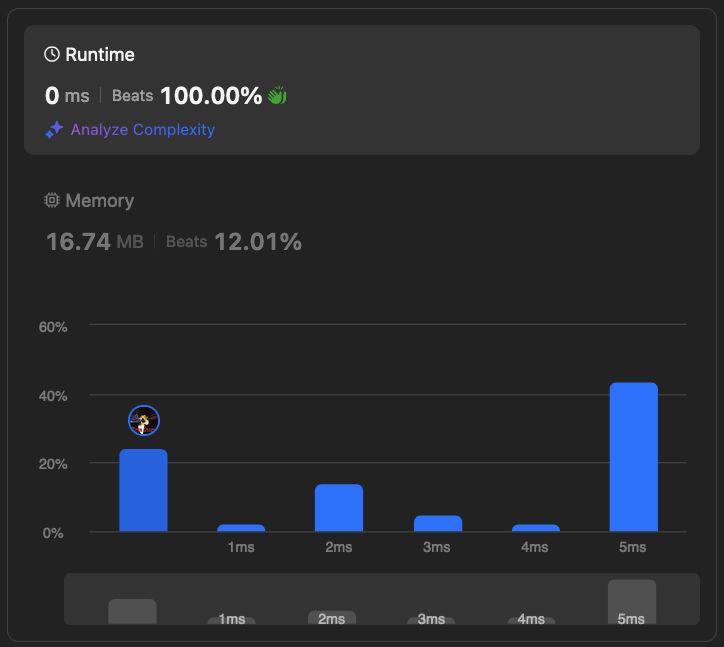 Runtime
0 ms | Beats 100.00%
Analyze Complexity
Memory
16.74 MB | Beats 12.01%
60%
40%
20%
0%
1ms 2ms 3ms 4ms 5ms
1ms 2ms 3ms 4ms 5ms